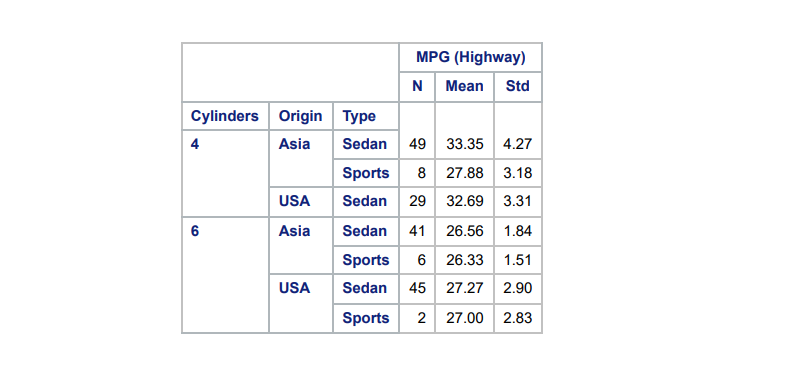 MPG (Highway)
N Mean Std
Cylinders Origin Type
4 Asia Sedan 49 33.35 4.27
Sports 8 27.88 3.18
USA Sedan 29 32.69 3.31
6 Asia Sedan 41 26.56 1.84
Sports 6 26.33 1.51
USA Sedan 45 27.27 2.90
Sports 2 27.00 2.83